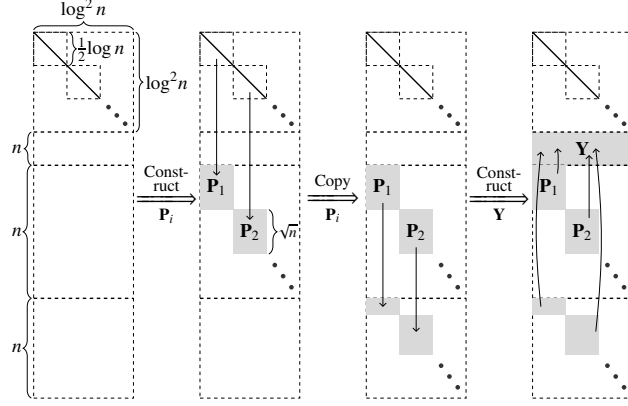 log² n
½ log n
log² n
n
n
n
Const-
ruct
P_i
P₁
P₂
√n
Copy
P_i
P₁
P₂
Const-
ruct
Y
Y
P₁
P₂